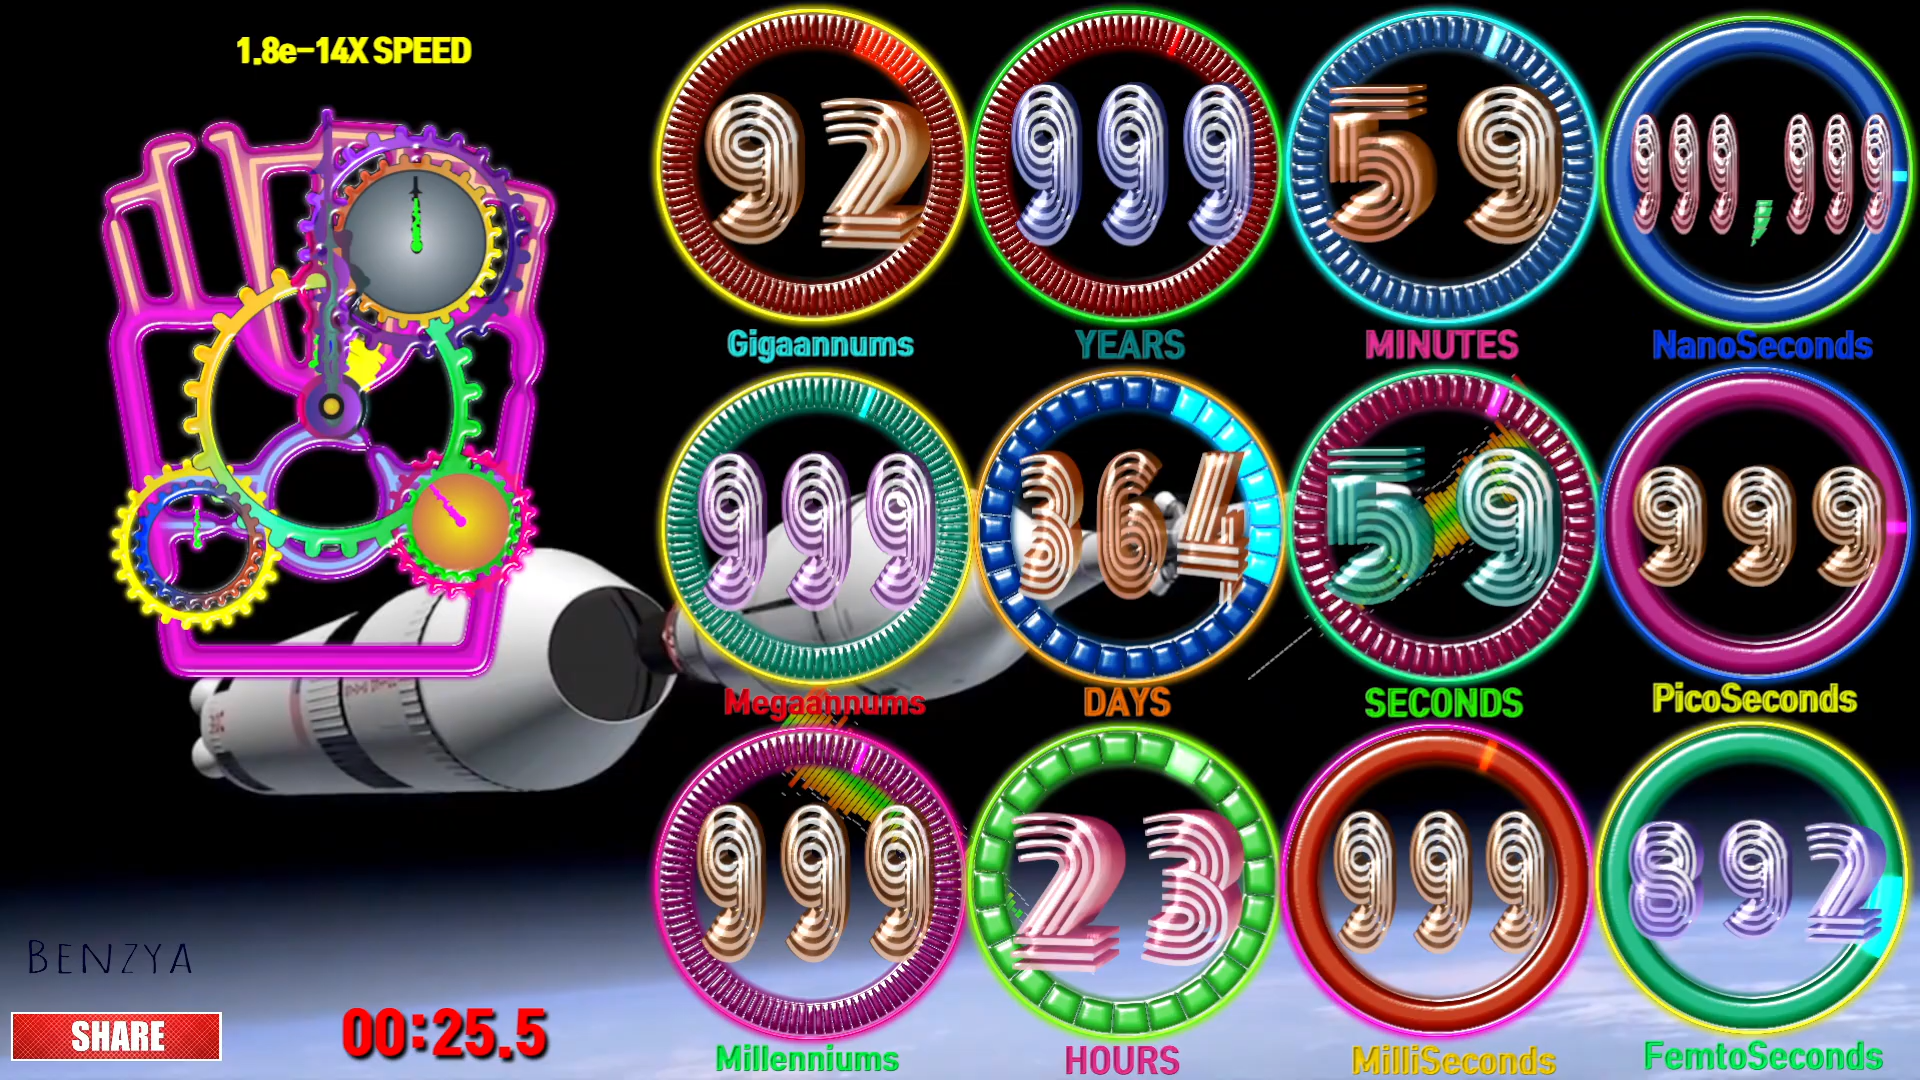 1.8e-14X SPEED
92
Gigaannums
999
YEARS
59
MINUTES
999,999
NanoSeconds
999
Megaannums
364
DAYS
59
SECONDS
999
PicoSeconds
999
Millenniums
23
HOURS
999
MilliSeconds
892
FemtoSeconds
BENZYA
SHARE
00:25.5